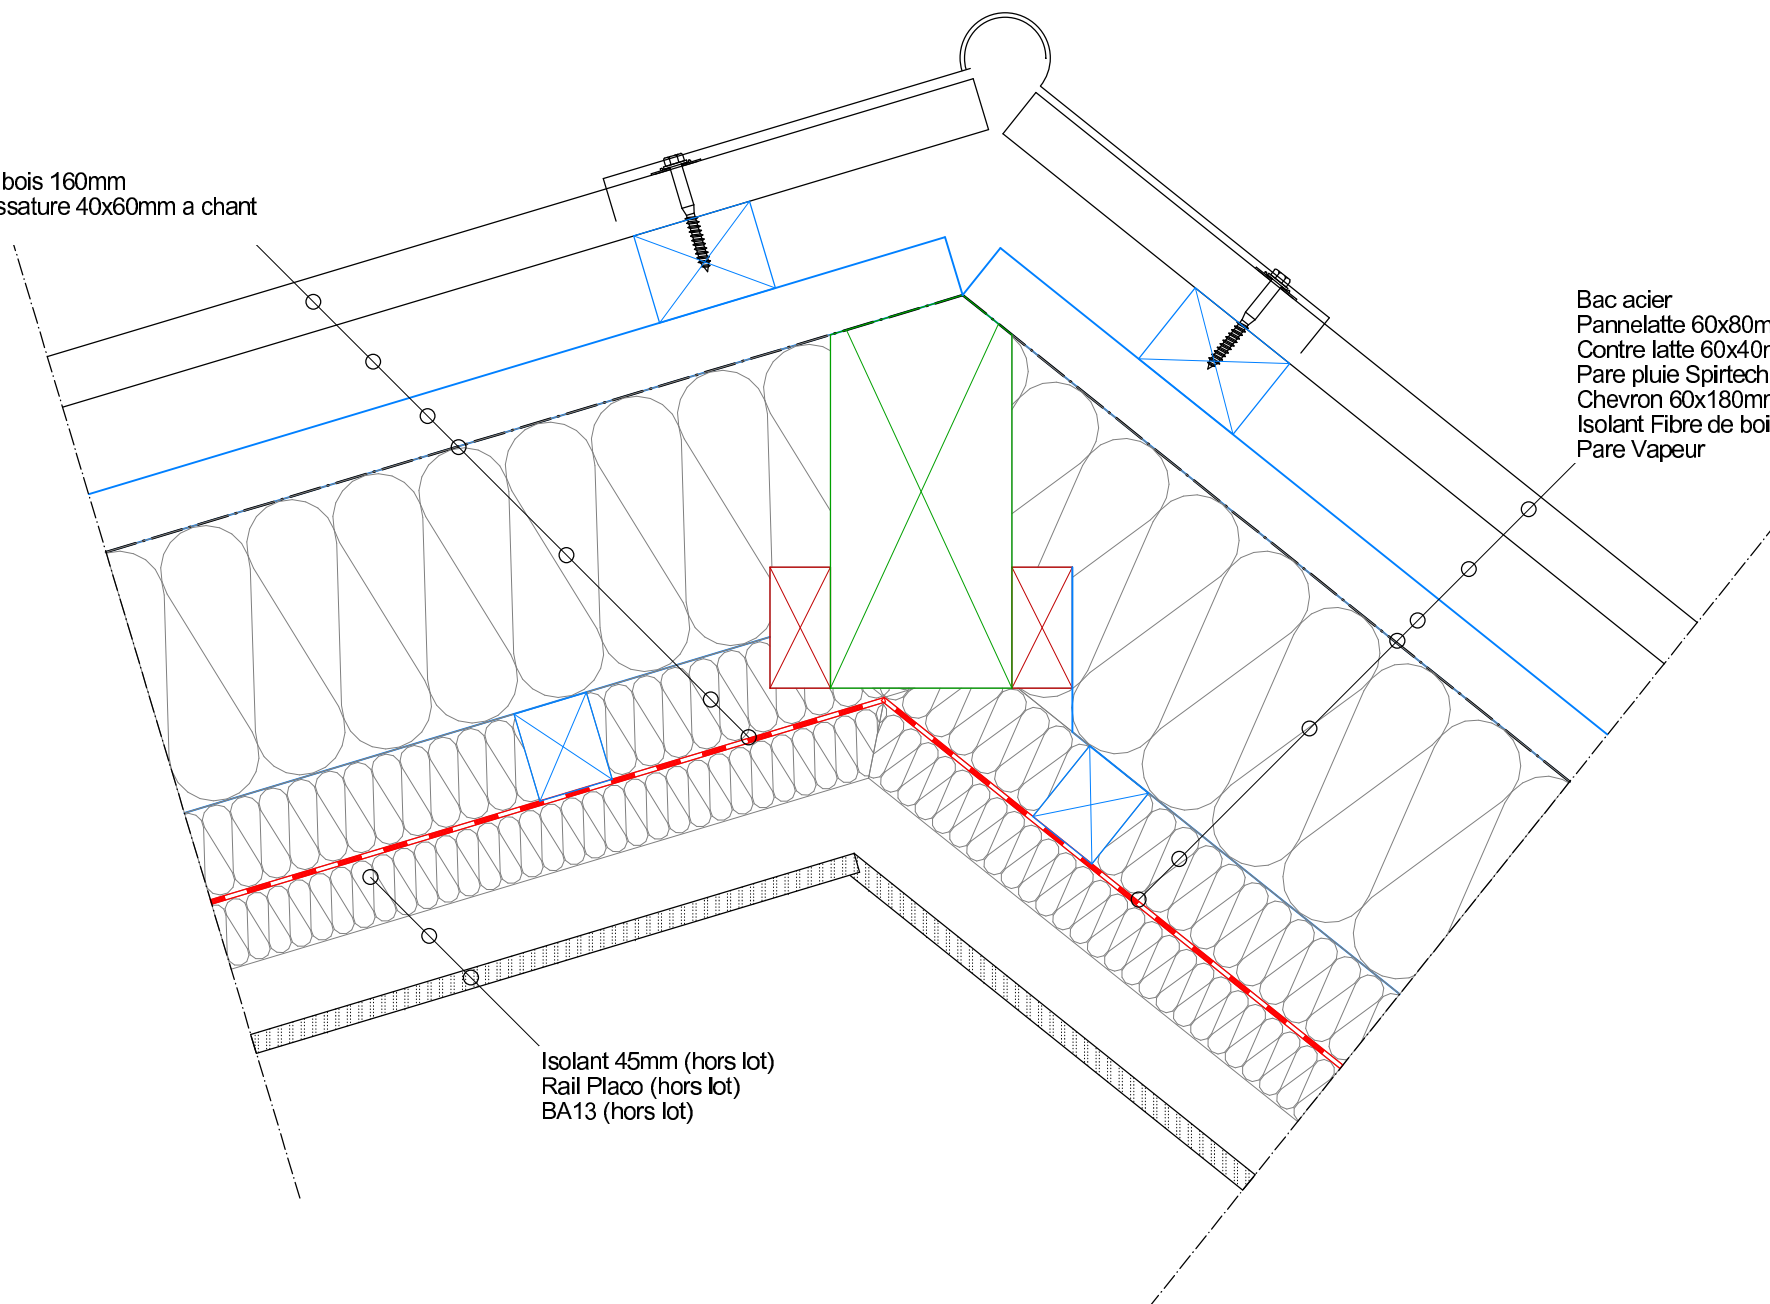 bois 160mm
ssature 40x60mm a chant
Bac acier
Pannelatte 60x80m
Contre latte 60x40m
Pare pluie Spirtech
Chevron 60x180mm
Isolant Fibre de boi
Pare Vapeur
Isolant 45mm (hors lot)
Rail Placo (hors lot)
BA13 (hors lot)